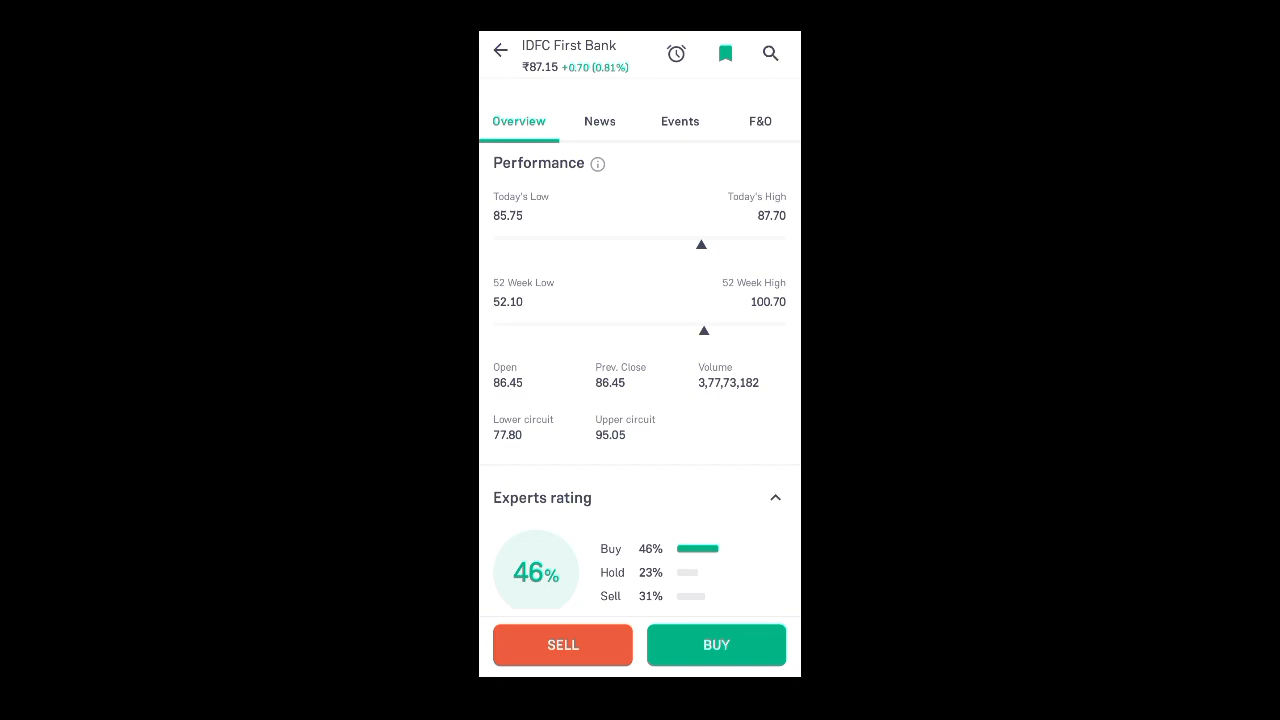 IDFC First Bank
₹87.15 +0.70 (0.81%)
Overview News Events F&O
Performance
Today's Low Today's High
85.75 87.70
52 Week Low 52 Week High
52.10 100.70
Open Prev. Close Volume
86.45 86.45 3,77,73,182
Lower circuit Upper circuit
77.80 95.05
Experts rating
Buy 46%
46%
Hold 23%
Sell 31%
SELL BUY